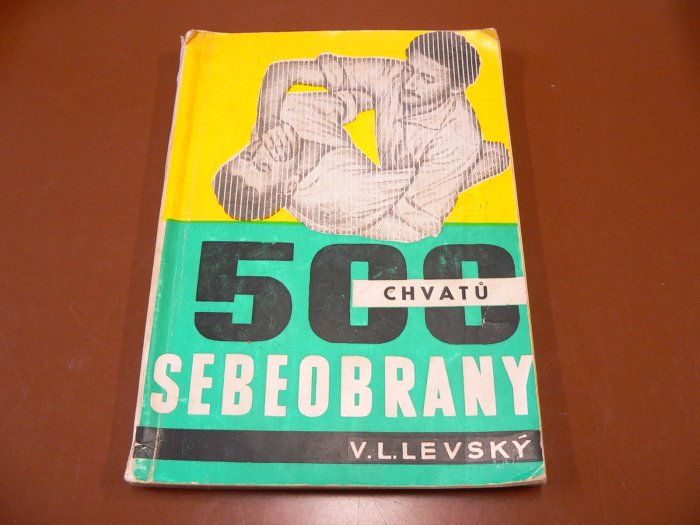 500
CHVATŮ
SEBEOBRANY
V.L.LEVSKÝ